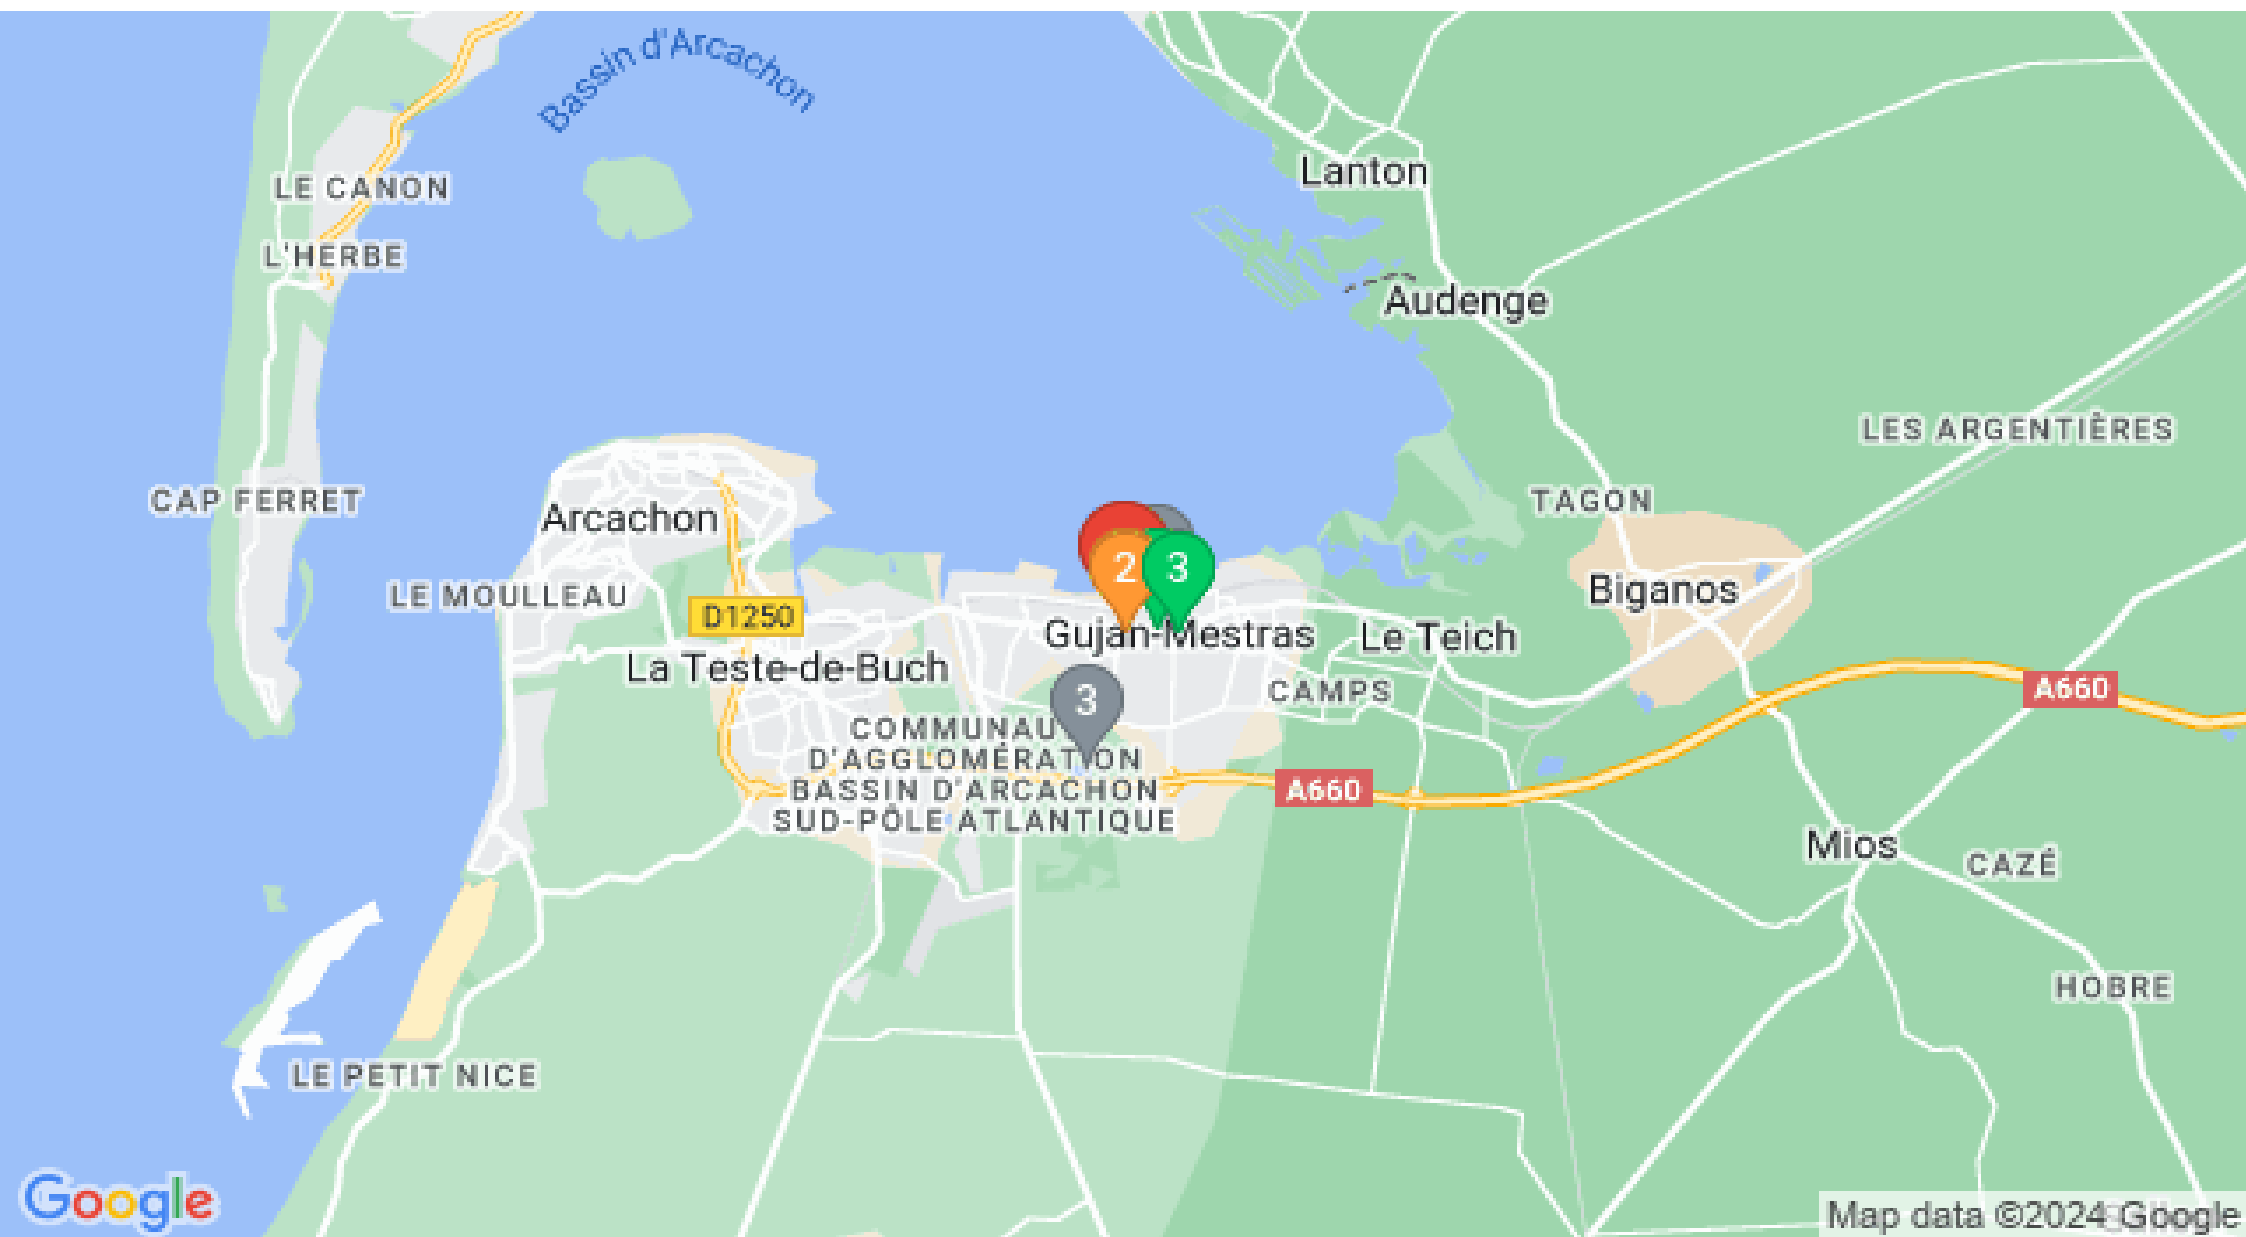 Bassin d'Arcachon
LE CANON
L'HERBE
Lanton
Audenge
LES ARGENTIÈRES
CAP FERRET
Arcachon
TAGON
2
3
LE MOULLEAU
D1250
Biganos
Gujan-Mestras
Le Teich
La Teste-de-Buch
CAMPS
A660
3
COMMUNAU
D'AGGLOMÉRATION
BASSIN D'ARCACHON
SUD-PÔLE ATLANTIQUE
A660
Mios
CAZÉ
HOBRE
LE PETIT NICE
Google
Map data ©2024 Google